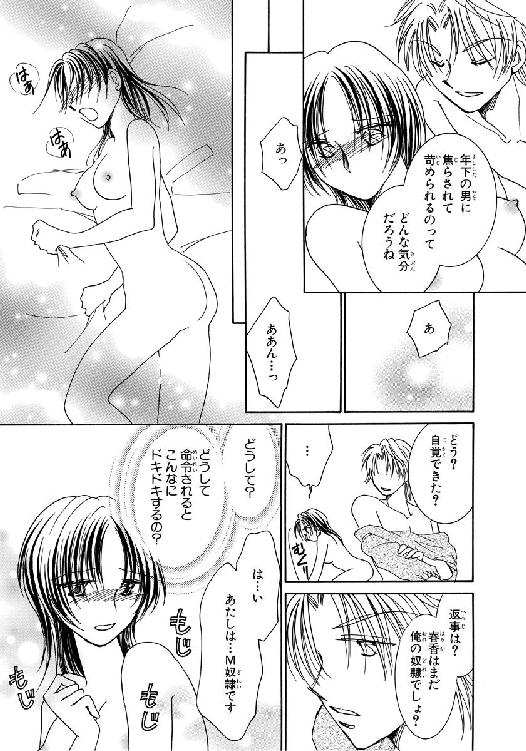 年下の男に
焦らされて
苛められるのって
どんな気分
だろうね
あっ
はぁ
はぁ
あ
ああん…っ
どう?
自覚できた?
…
むくっ
返事は?
春香はまだ
俺の奴隷でしょ?
どうして?
どうして
命令されると
こんなに
ドキドキするの?
は…い
あたしは…M奴隷です
もじ
もじ